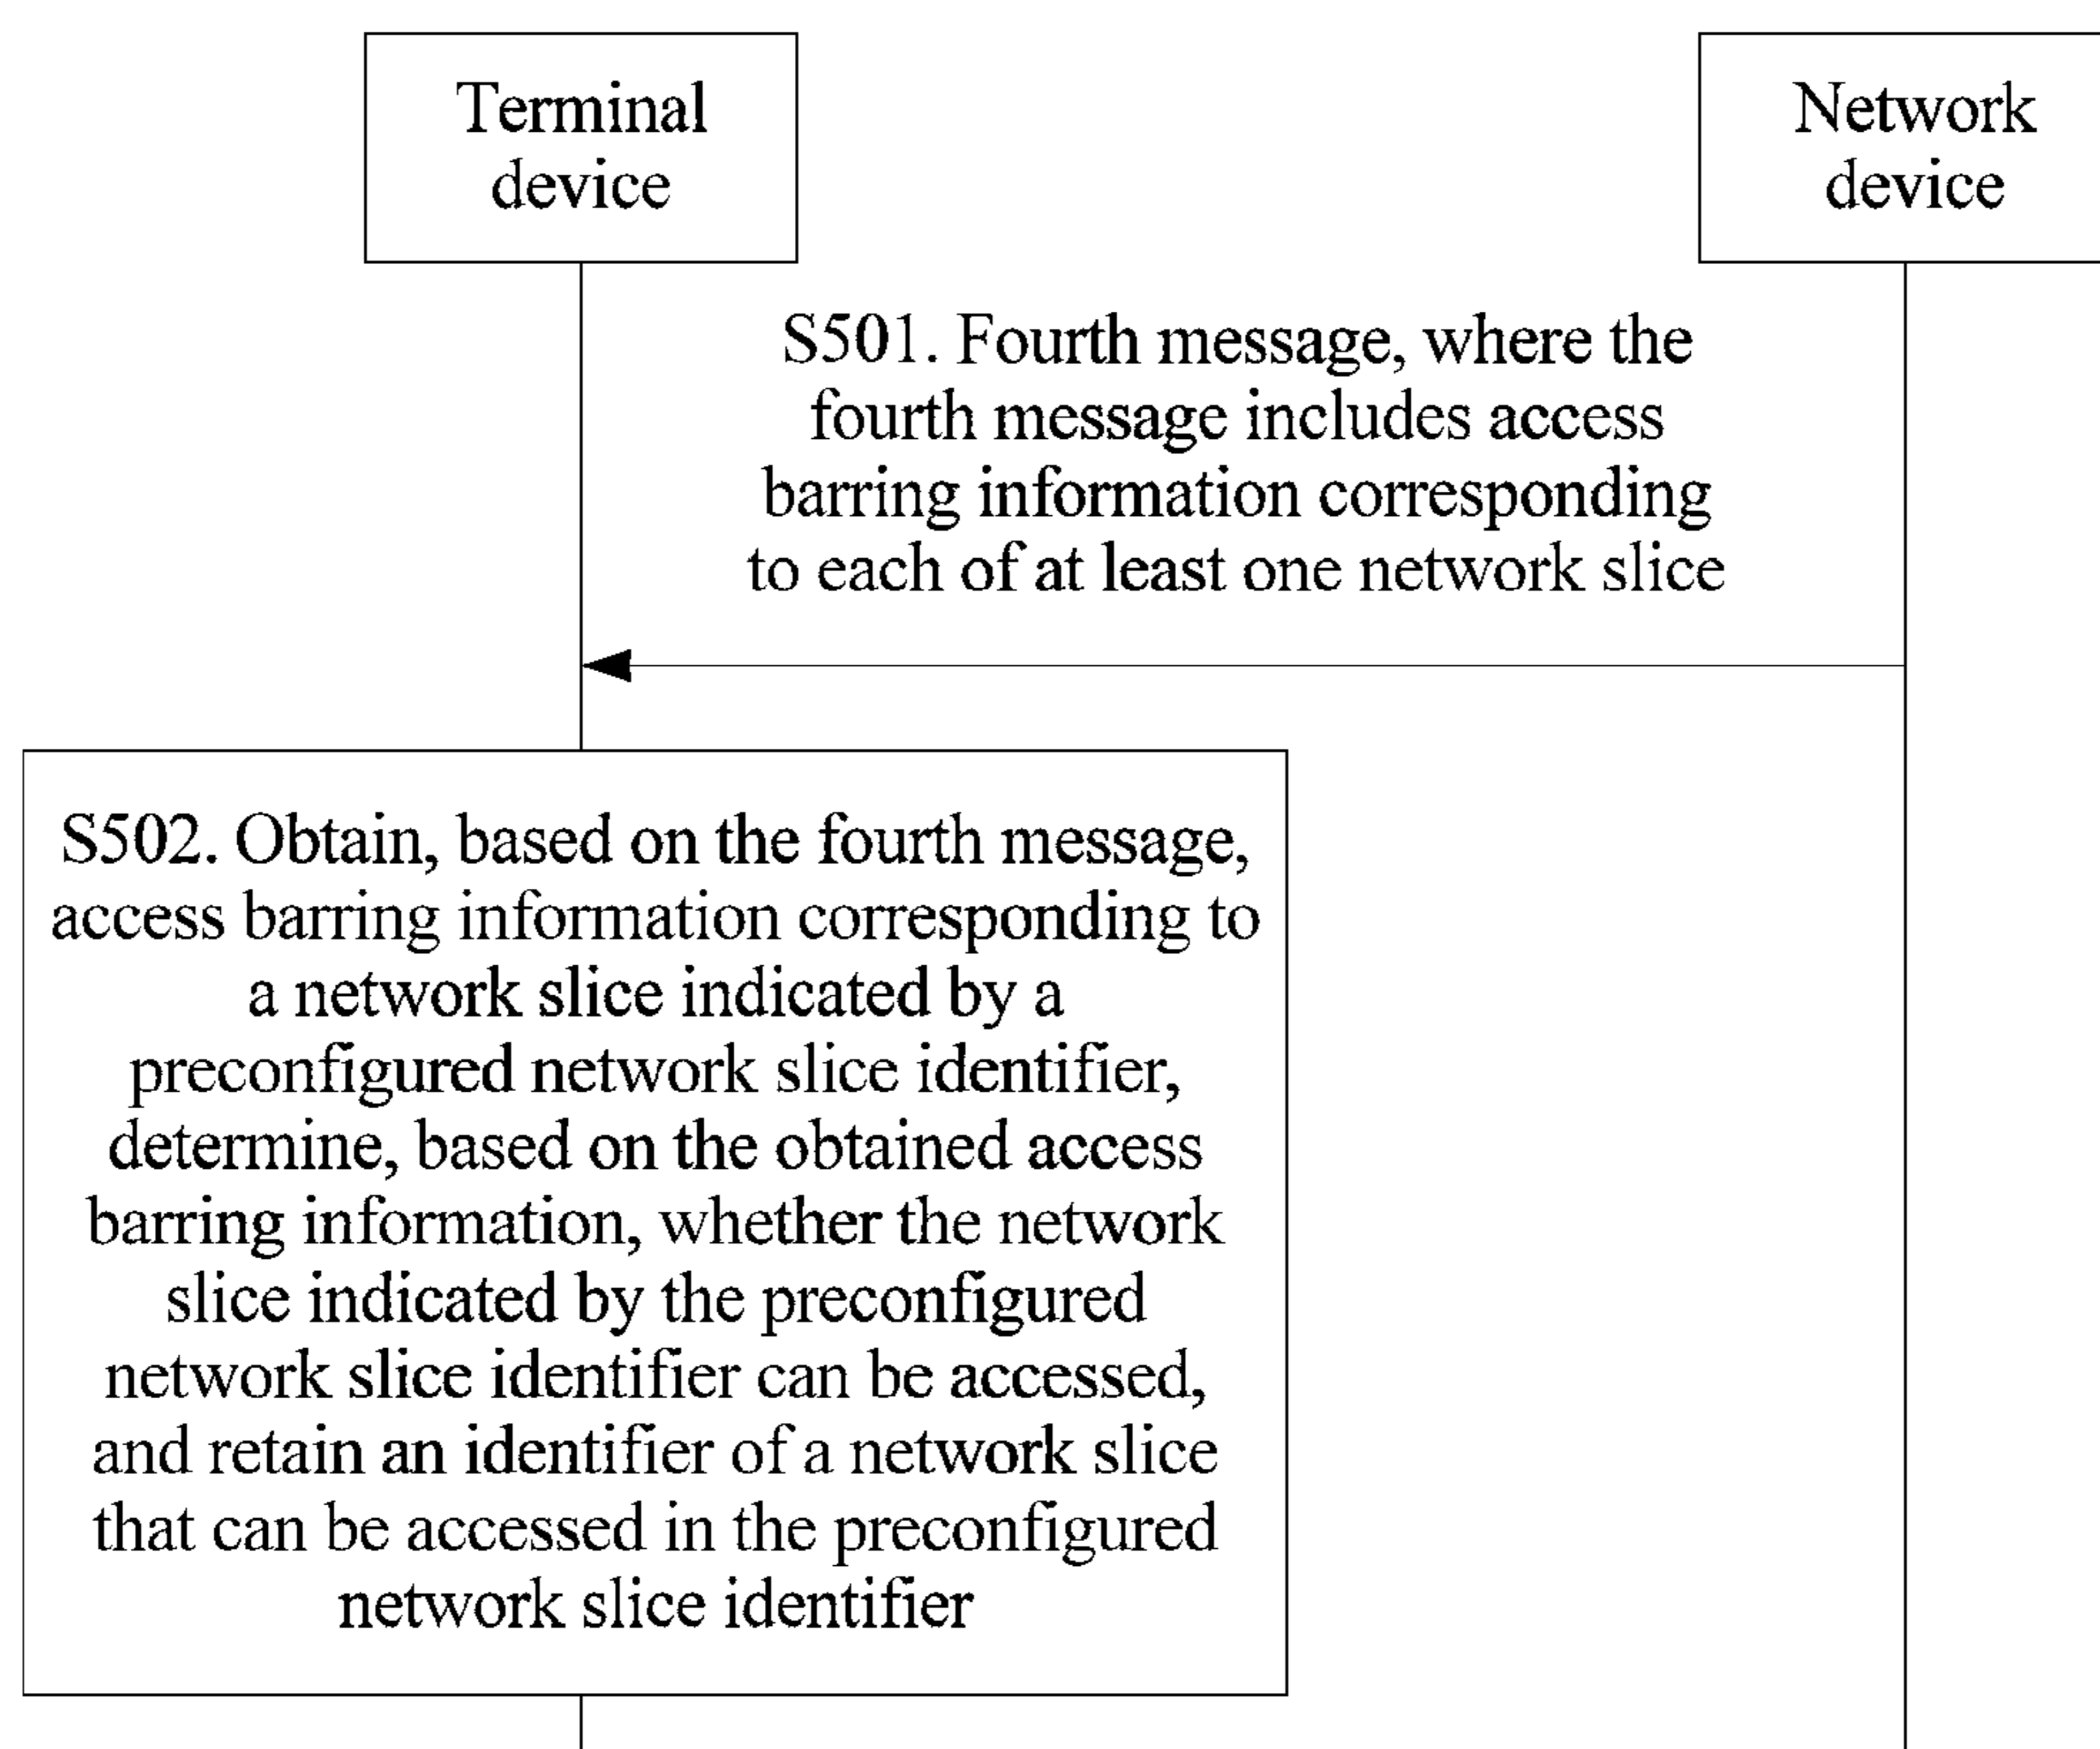 Terminal
device
Network
device
S501. Fourth message, where the
fourth message includes access
barring information corresponding
to each of at least one network slice
S502. Obtain, based on the fourth message,
access barring information corresponding to
a network slice indicated by a
preconfigured network slice identifier,
determine, based on the obtained access
barring information, whether the network
slice indicated by the preconfigured
network slice identifier can be accessed,
and retain an identifier of a network slice
that can be accessed in the preconfigured
network slice identifier